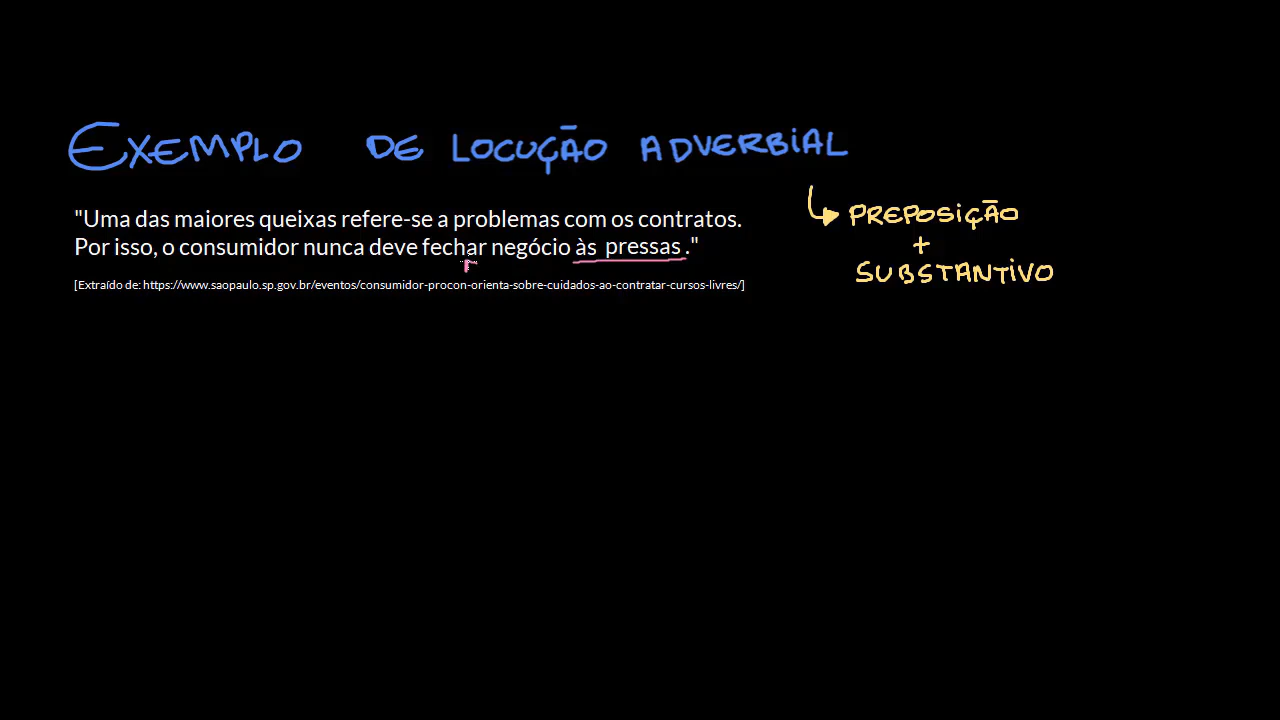 EXEMPLO DE LOCUÇÃO ADVERBIAL
"Uma das maiores queixas refere-se a problemas com os contratos.
Por isso, o consumidor nunca deve fechar negócio às pressas."
[Extraído de: https://www.saopaulo.sp.gov.br/eventos/consumidor-procon-orienta-sobre-cuidados-ao-contratar-cursos-livres/]
PREPOSIÇÃO
+
SUBSTANTIVO